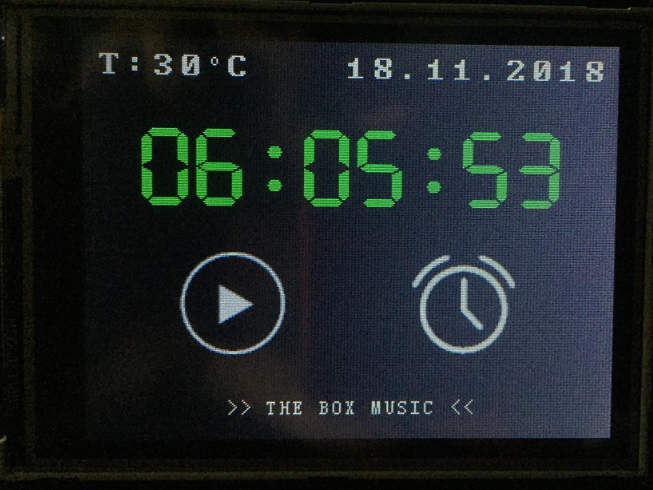 T:30°C 18.11.2018
06:05:53
>> THE BOX MUSIC <<